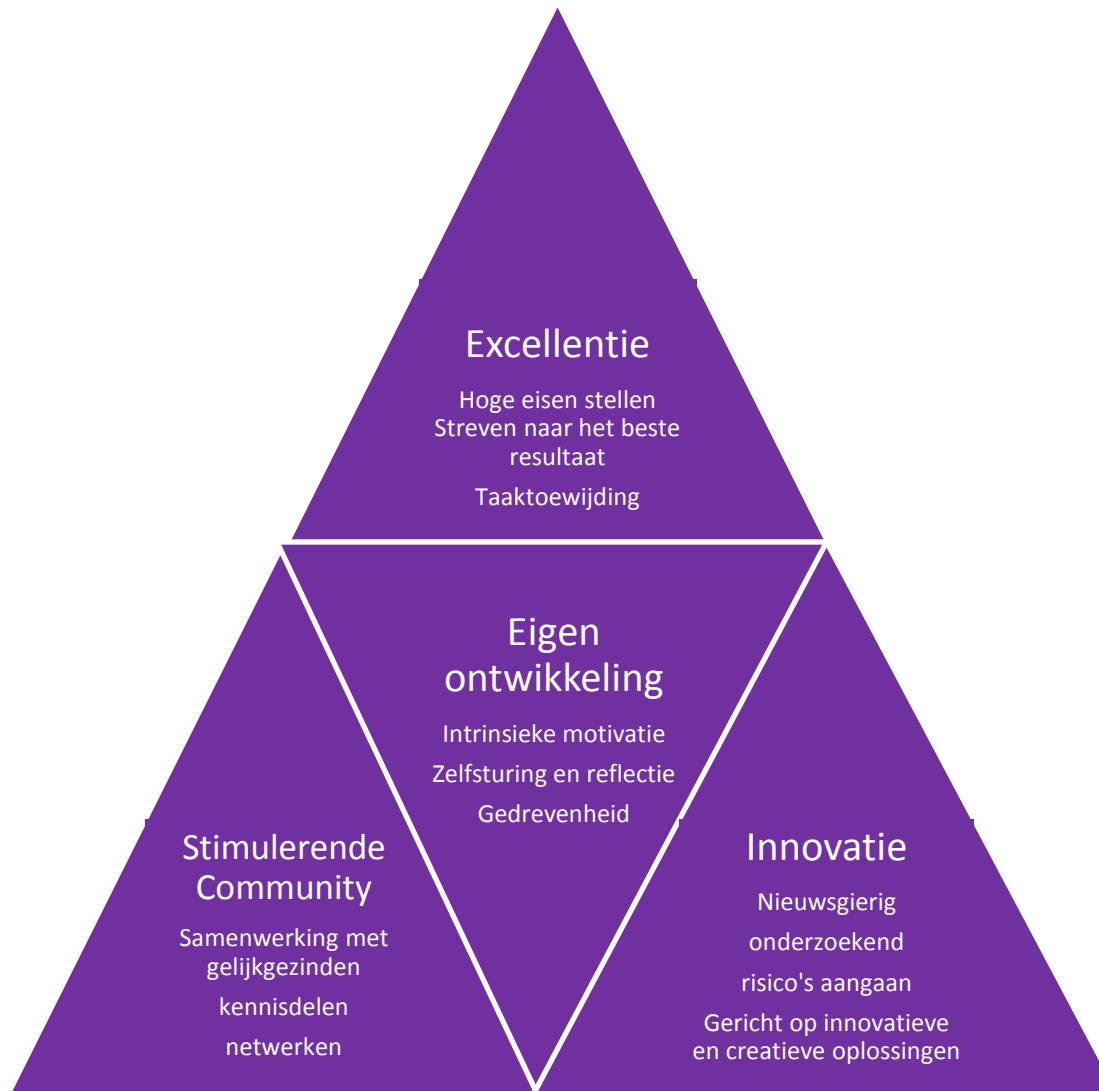 Excellentie
Hoge eisen stellen
Streven naar het beste
resultaat
Taaktoewijding
Eigen
ontwikkeling
Intrinsieke motivatie
Zelfsturing en reflectie
Gedrevenheid
Stimulerende
Community
Samenwerking met
gelijkgezinden
kennisdelen
netwerken
Innovatie
Nieuwsgierig
onderzoekend
risico's aangaan
Gericht op innovatieve
en creatieve oplossingen